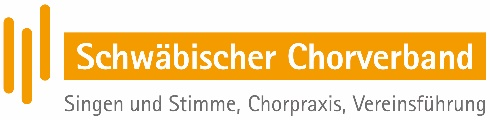 Schwäbischer Chorverband
Singen und Stimme, Chorpraxis, Vereinsführung